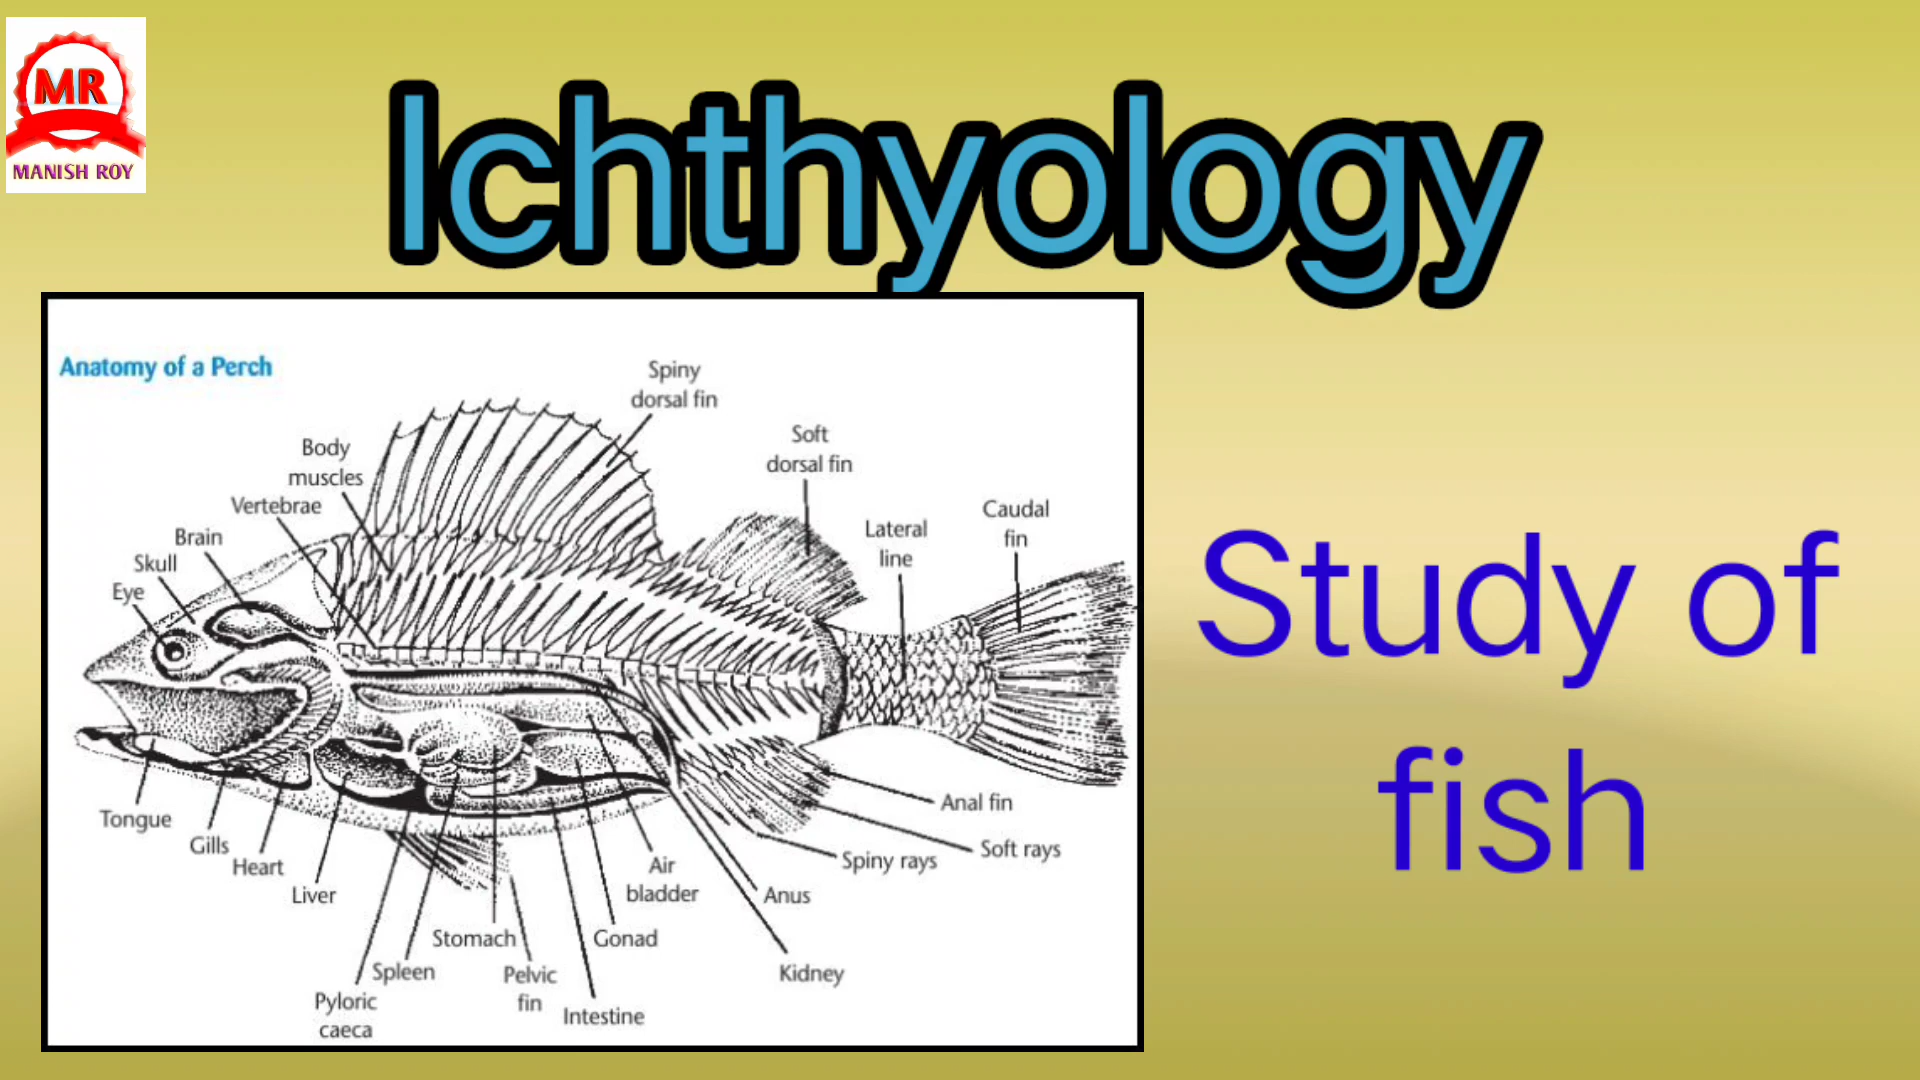 MR
MANISH ROY
Ichthyology
Anatomy of a Perch
Spiny
dorsal fin
Soft
dorsal fin
Body
muscles
Vertebrae
Caudal
fin
Lateral
line
Brain
Skull
Eye
Study of
fish
Tongue
Gills
Heart
Liver
Anal fin
Soft rays
Spiny rays
Air
bladder
Anus
Stomach
Gonad
Spleen
Pelvic
fin
Kidney
Pyloric
caeca
Intestine